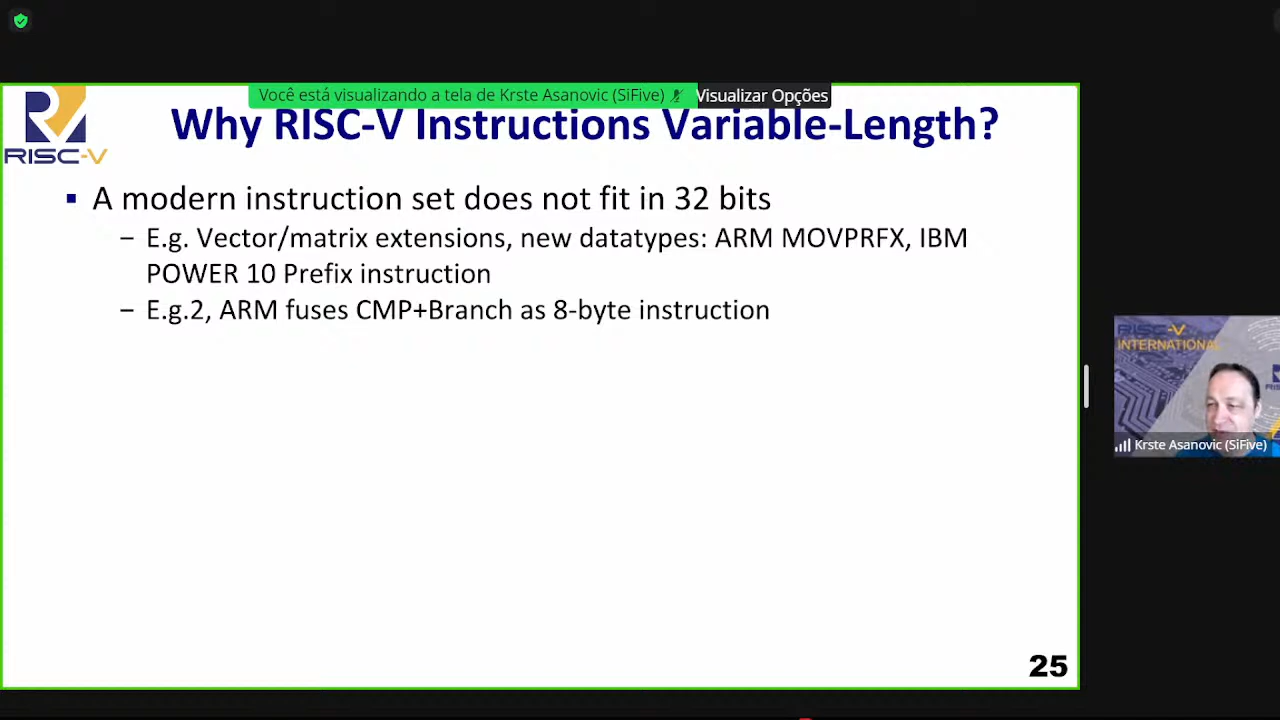 Você está visualizando a tela de Krste Asanovic (SiFive)
Visualizar Opções
RISC-V
Why RISC-V Instructions Variable-Length?
▪ A modern instruction set does not fit in 32 bits
– E.g. Vector/matrix extensions, new datatypes: ARM MOVPRFX, IBM
POWER 10 Prefix instruction
– E.g.2, ARM fuses CMP+Branch as 8-byte instruction
RISC-V
INTERNATIONAL
Krste Asanovic (SiFive)
25